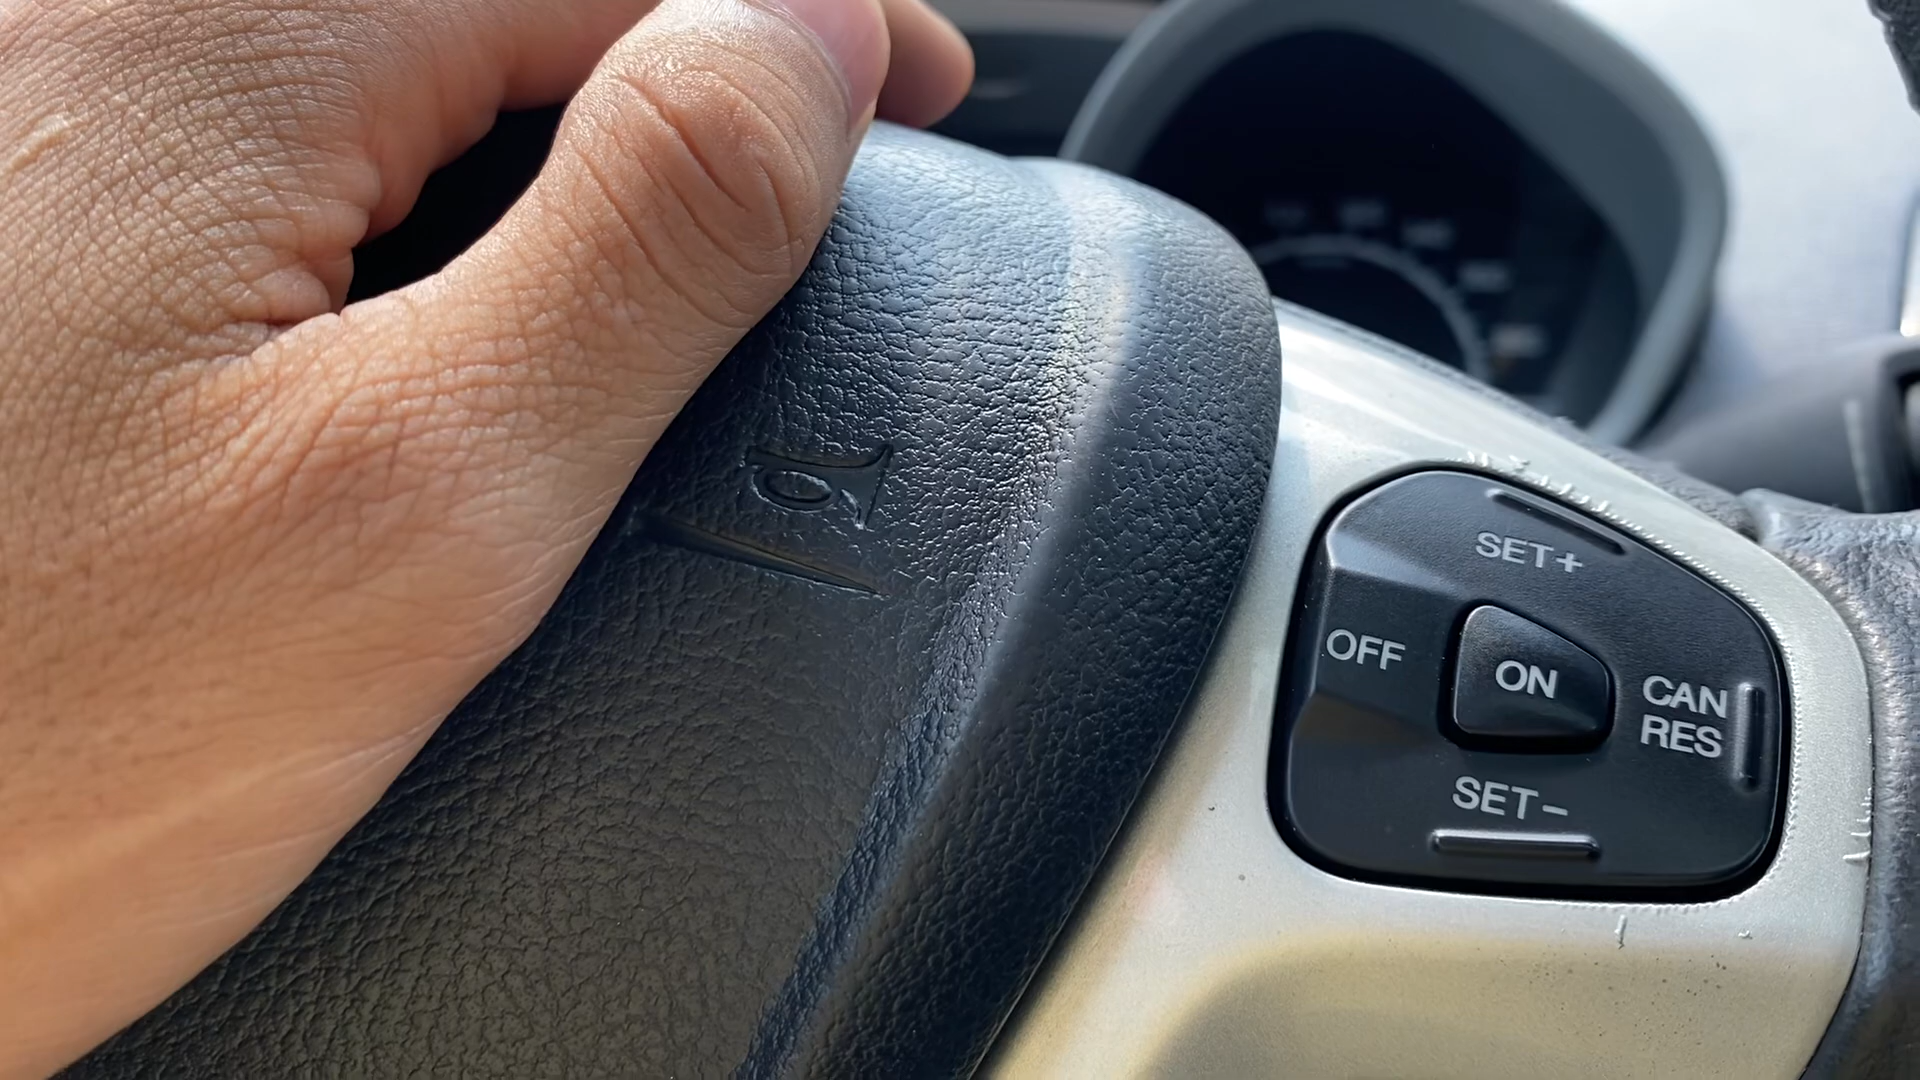 SET+
OFF
ON
CAN
RES
SET-